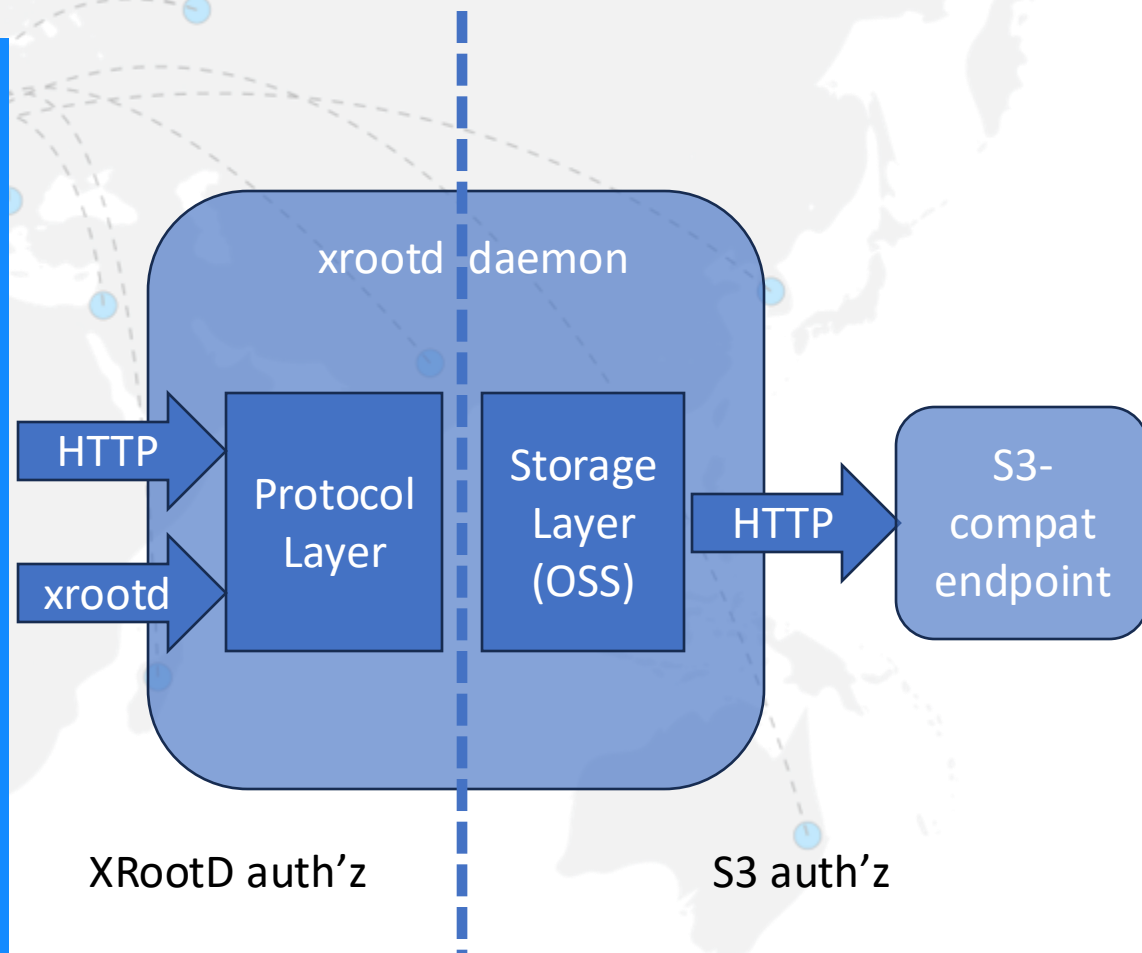 xrootd daemon
HTTP
xrootd
Protocol
Layer
Storage
Layer
(OSS)
HTTP
S3-
compat
endpoint
XRootD auth’z
S3 auth’z